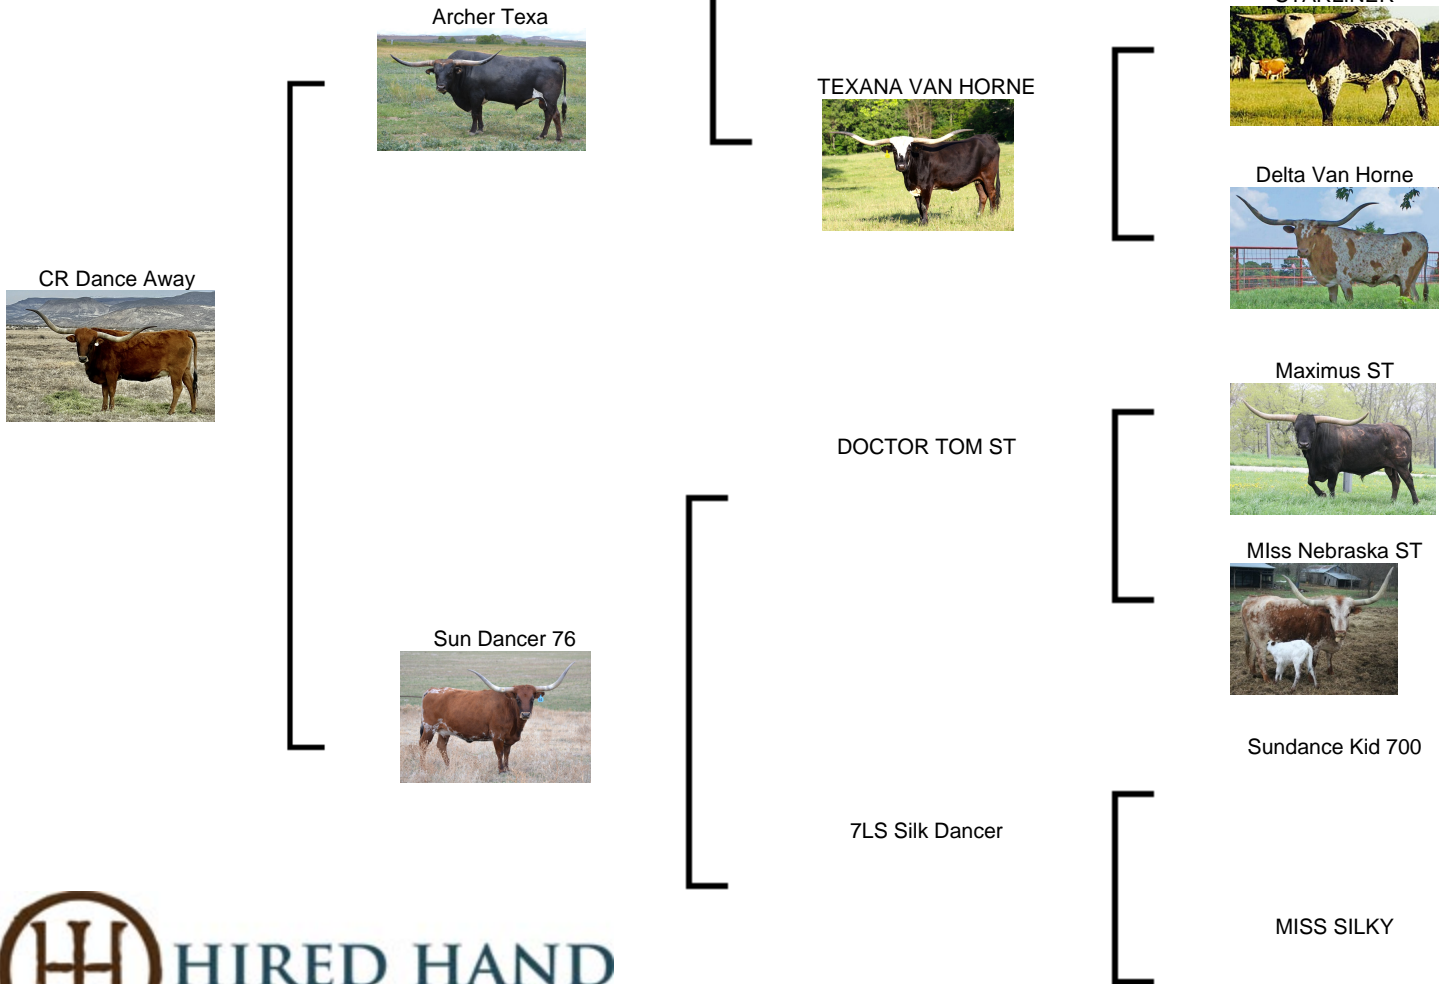 Archer Texa
TEXANA VAN HORNE
Delta Van Horne
CR Dance Away
Maximus ST
DOCTOR TOM ST
MIss Nebraska ST
Sun Dancer 76
Sundance Kid 700
7LS Silk Dancer
MISS SILKY
HIRED HAND